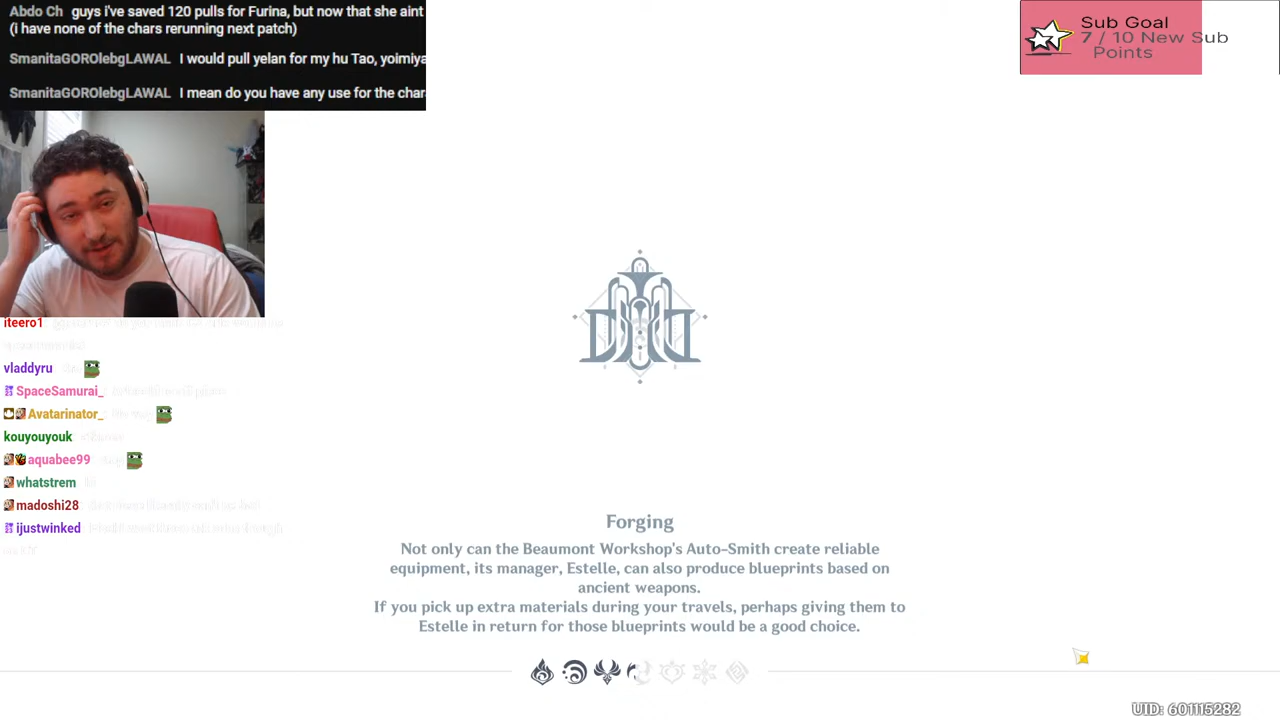 Abdo Ch guys i've saved 120 pulls for Furina, but now that she aint
(i have none of the chars rerunning next patch)
SmanitaGOROlebgLAWAL I would pull yelan for my hu Tao, yoimiya
SmanitaGOROlebgLAWAL I mean do you have any use for the char
Sub Goal
7 / 10 New Sub
Points
iteero1
vladdyru
SpaceSamurai_
Avatarinator_
kouyouyouk
aquabee99
whatstrem
madoshi28
ijustwinked
Forging
Not only can the Beaumont Workshop's Auto-Smith create reliable
equipment, its manager, Estelle, can also produce blueprints based on
ancient weapons.
If you pick up extra materials during your travels, perhaps giving them to
Estelle in return for those blueprints would be a good choice.
UID: 601115282